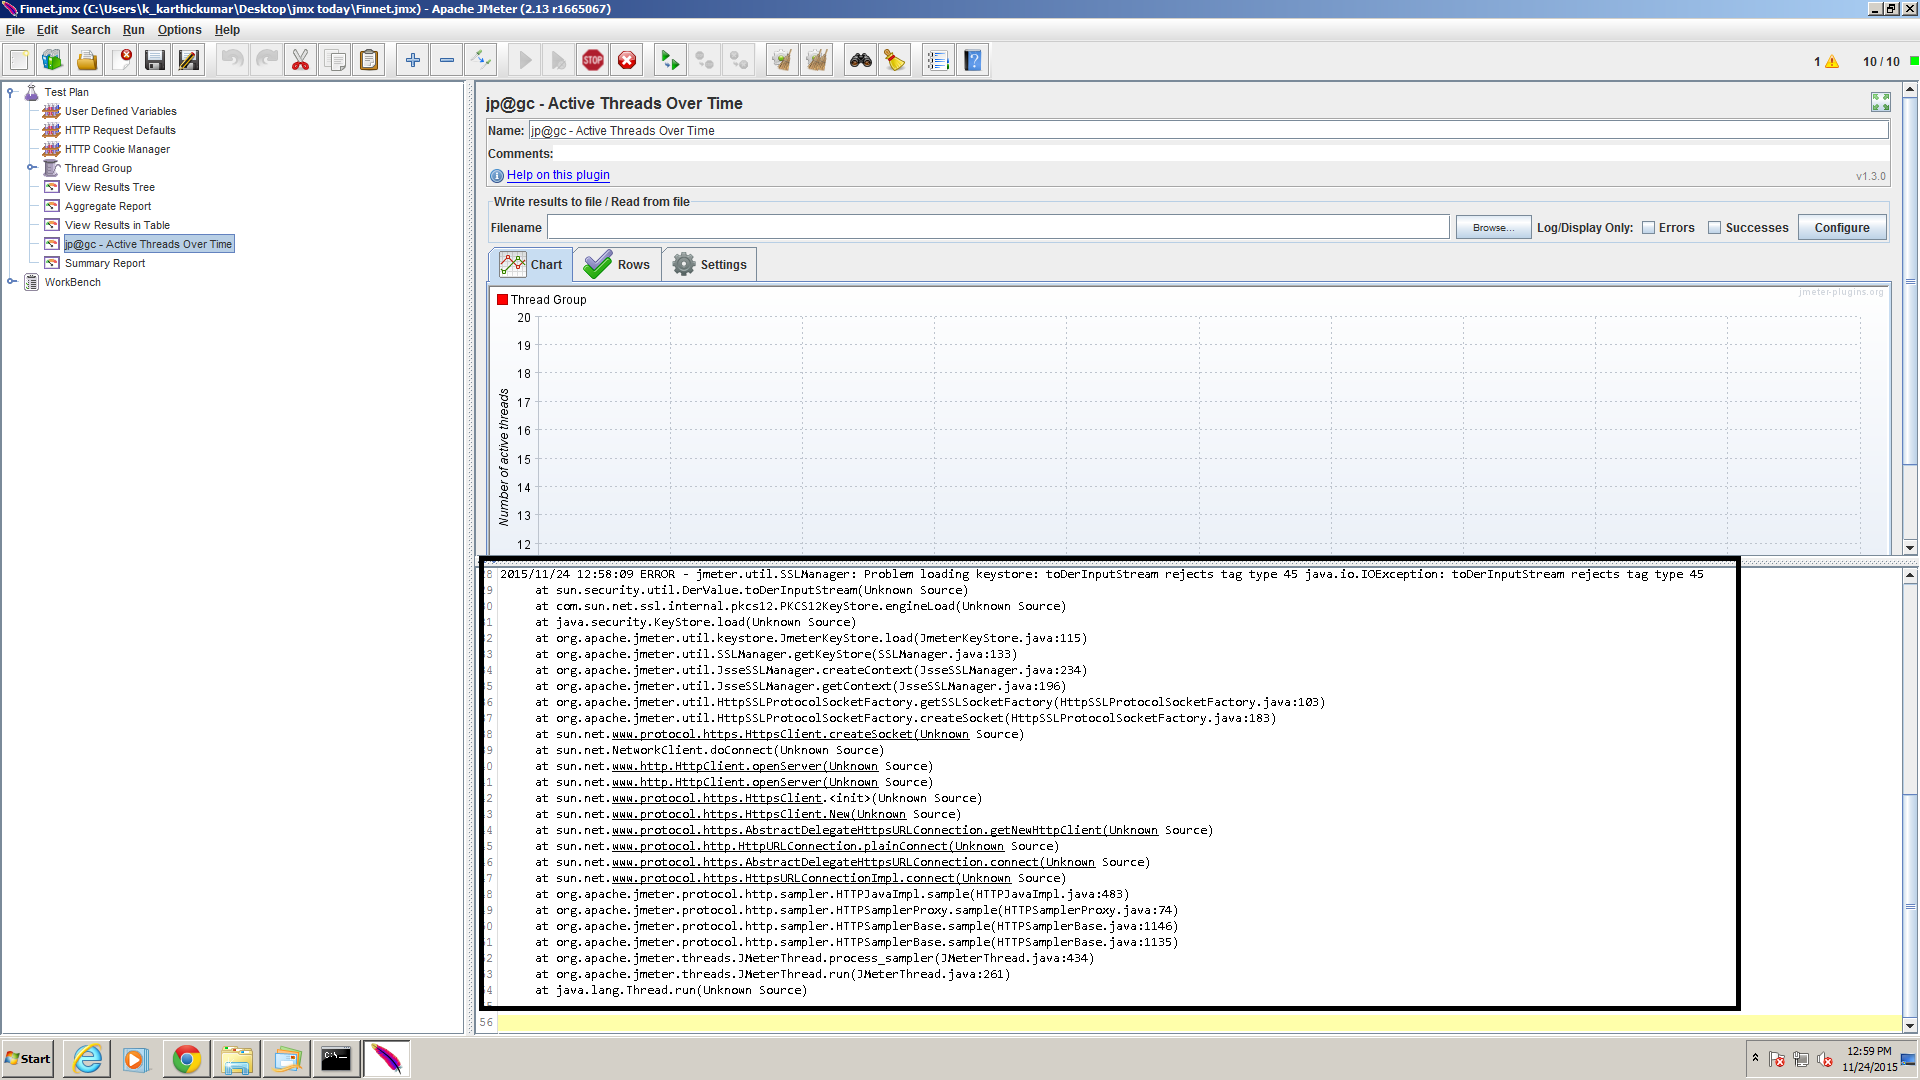 Finnet.jmx (C:\Users\k_karthickumar\Desktop\jmx today\Finnet.jmx) - Apache JMeter (2.13 r1665067)
File Edit Search Run Options Help
STOP
1 10 / 10
Test Plan
User Defined Variables
HTTP Request Defaults
HTTP Cookie Manager
Thread Group
View Results Tree
Aggregate Report
View Results in Table
jp@gc - Active Threads Over Time
Summary Report
WorkBench
jp@gc - Active Threads Over Time
Name: jp@gc - Active Threads Over Time
Comments:
Help on this plugin
v1.3.0
Write results to file / Read from file
Filename Browse... Log/Display Only: Errors Successes Configure
Chart Rows Settings
Thread Group
jmeter-plugins.org
20
19
18
17
16
15
14
13
12
Number of active threads
2015/11/24 12:58:09 ERROR - jmeter.util.SSLManager: Problem loading keystore: toDerInputStream rejects tag type 45 java.io.IOException: toDerInputStream rejects tag type 45
at sun.security.util.DerValue.toDerInputStream(Unknown Source)
at com.sun.net.ssl.internal.pkcs12.PKCS12KeyStore.engineLoad(Unknown Source)
at java.security.KeyStore.load(Unknown Source)
at org.apache.jmeter.util.keystore.JmeterKeyStore.load(JmeterKeyStore.java:115)
at org.apache.jmeter.util.SSLManager.getKeyStore(SSLManager.java:133)
at org.apache.jmeter.util.JsseSSLManager.createContext(JsseSSLManager.java:234)
at org.apache.jmeter.util.JsseSSLManager.getContext(JsseSSLManager.java:196)
at org.apache.jmeter.util.HttpSSLProtocolSocketFactory.getSSLSocketFactory(HttpSSLProtocolSocketFactory.java:103)
at org.apache.jmeter.util.HttpSSLProtocolSocketFactory.createSocket(HttpSSLProtocolSocketFactory.java:183)
at sun.net.www.protocol.https.HttpsClient.createSocket(Unknown Source)
at sun.net.NetworkClient.doConnect(Unknown Source)
at sun.net.www.http.HttpClient.openServer(Unknown Source)
at sun.net.www.http.HttpClient.openServer(Unknown Source)
at sun.net.www.protocol.https.HttpsClient.<init>(Unknown Source)
at sun.net.www.protocol.https.HttpsClient.New(Unknown Source)
at sun.net.www.protocol.https.AbstractDelegateHttpsURLConnection.getNewHttpClient(Unknown Source)
at sun.net.www.protocol.http.HttpURLConnection.plainConnect(Unknown Source)
at sun.net.www.protocol.https.AbstractDelegateHttpsURLConnection.connect(Unknown Source)
at sun.net.www.protocol.https.HttpsURLConnectionImpl.connect(Unknown Source)
at org.apache.jmeter.protocol.http.sampler.HTTPJavaImpl.sample(HTTPJavaImpl.java:483)
at org.apache.jmeter.protocol.http.sampler.HTTPSamplerProxy.sample(HTTPSamplerProxy.java:74)
at org.apache.jmeter.protocol.http.sampler.HTTPSamplerBase.sample(HTTPSamplerBase.java:1146)
at org.apache.jmeter.protocol.http.sampler.HTTPSamplerBase.sample(HTTPSamplerBase.java:1135)
at org.apache.jmeter.threads.JMeterThread.process_sampler(JMeterThread.java:434)
at org.apache.jmeter.threads.JMeterThread.run(JMeterThread.java:261)
at java.lang.Thread.run(Unknown Source)
56
Start
12:59 PM
11/24/2015